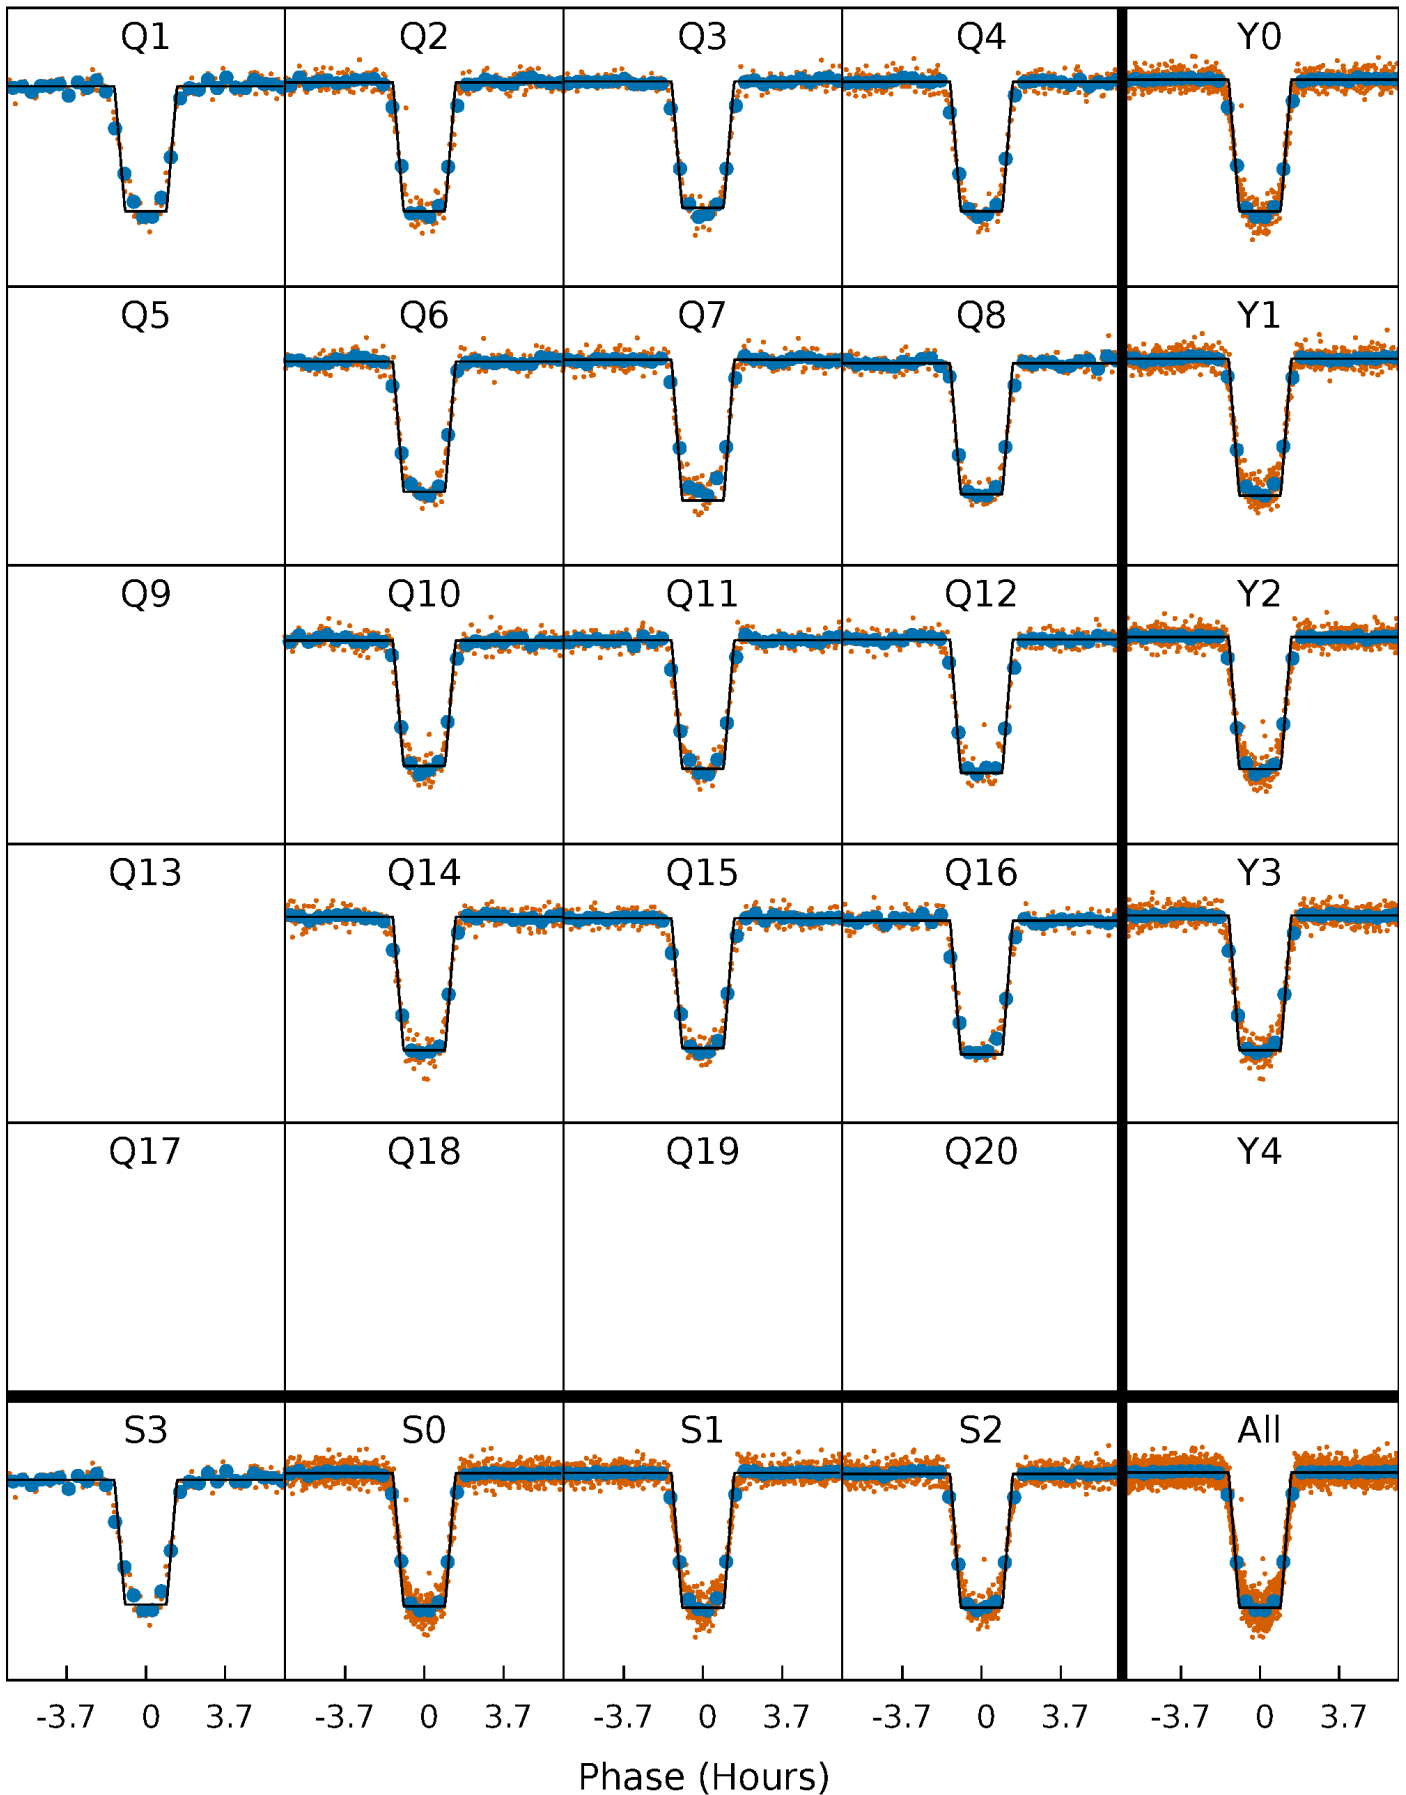 Q1 Q2 Q3 Q4 Y0
Q5 Q6 Q7 Q8 Y1
Q9 Q10 Q11 Q12 Y2
Q13 Q14 Q15 Q16 Y3
Q17 Q18 Q19 Q20 Y4
S3 S0 S1 S2 All
-3.7 0 3.7 -3.7 0 3.7 -3.7 0 3.7 -3.7 0 3.7 -3.7 0 3.7
Phase (Hours)